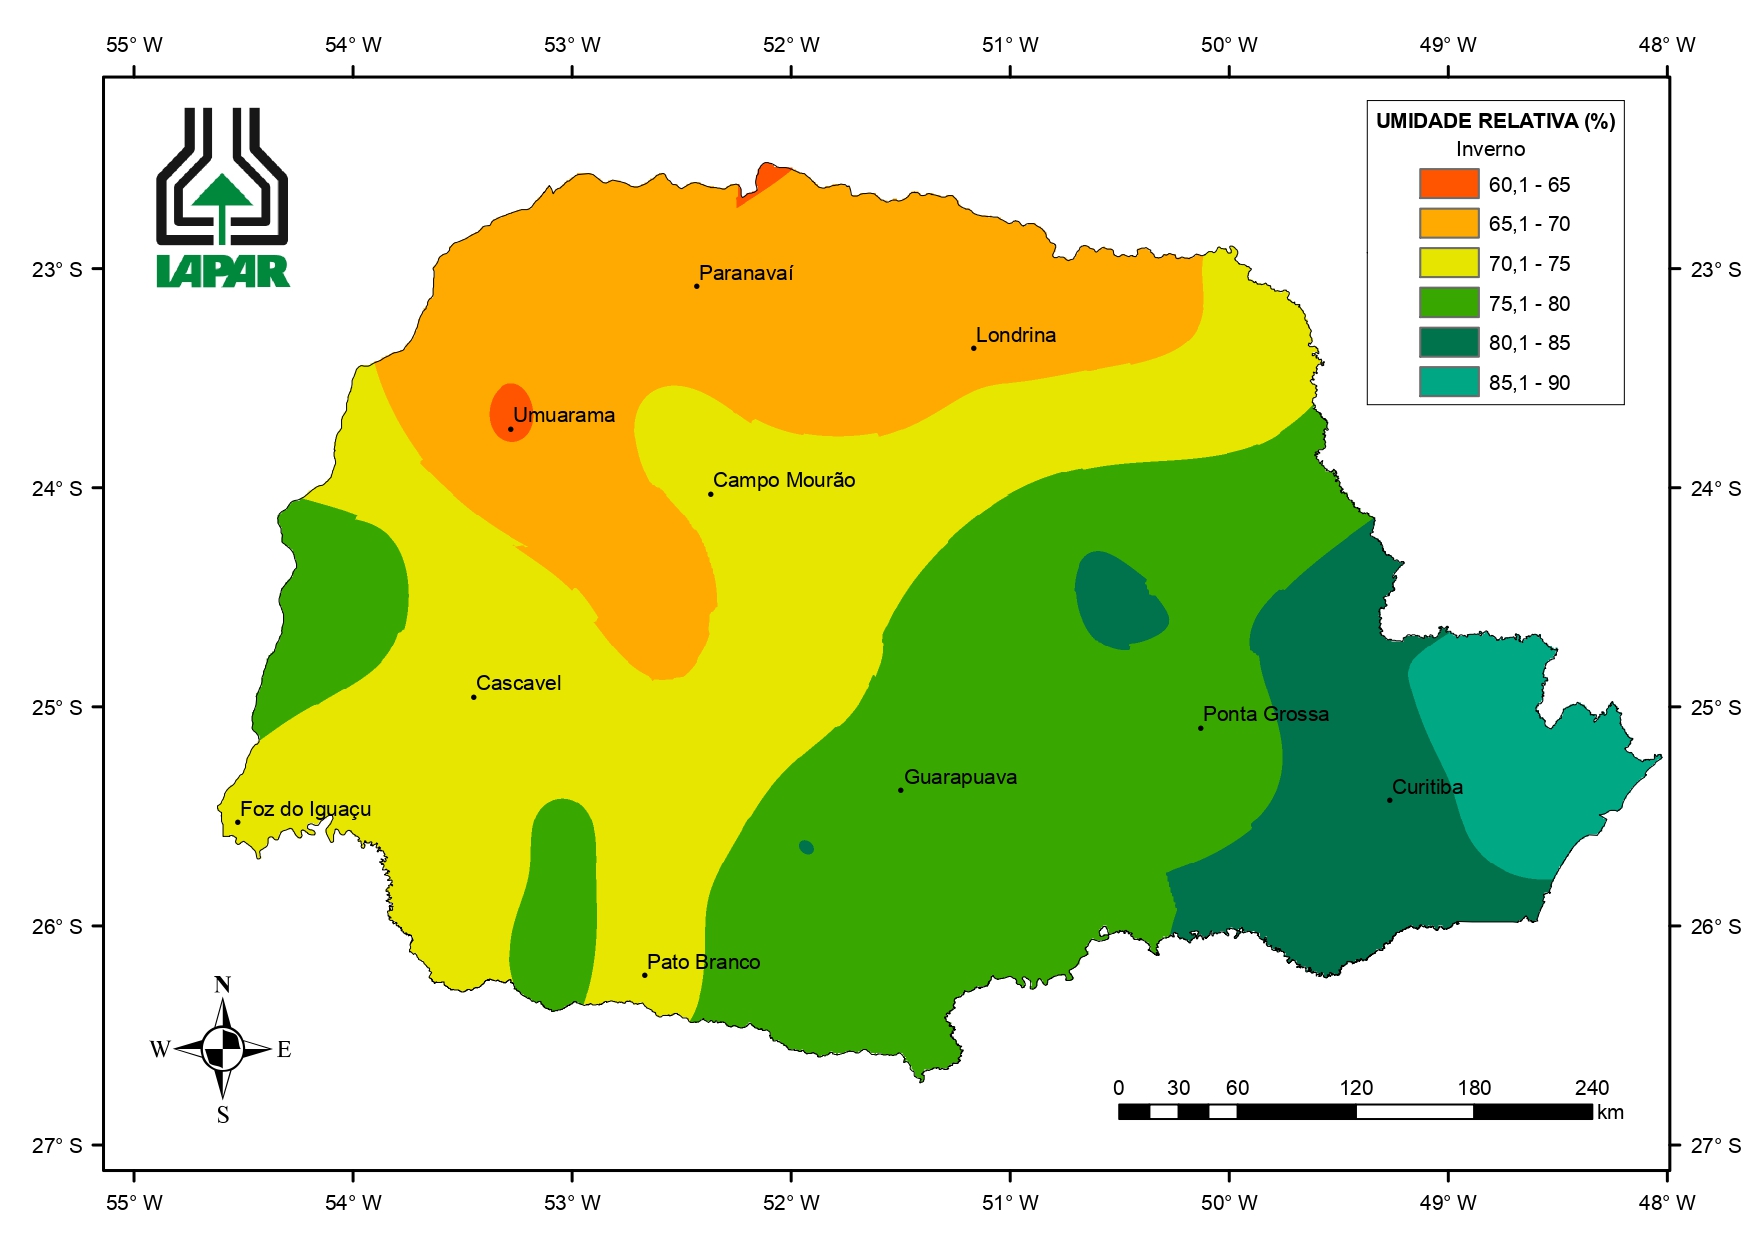 55° W 54° W 53° W 52° W 51° W 50° W 49° W 48° W
IAPAR
UMIDADE RELATIVA (%)
Inverno
60,1 - 65
65,1 - 70
70,1 - 75
75,1 - 80
80,1 - 85
85,1 - 90
23° S 23° S
Paranavaí
Londrina
Umuarama
Campo Mourão
24° S 24° S
Cascavel
25° S 25° S
Ponta Grossa
Guarapuava
Curitiba
Foz do Iguaçu
26° S 26° S
Pato Branco
N
W E
S
0 30 60 120 180 240
km
27° S 27° S
55° W 54° W 53° W 52° W 51° W 50° W 49° W 48° W